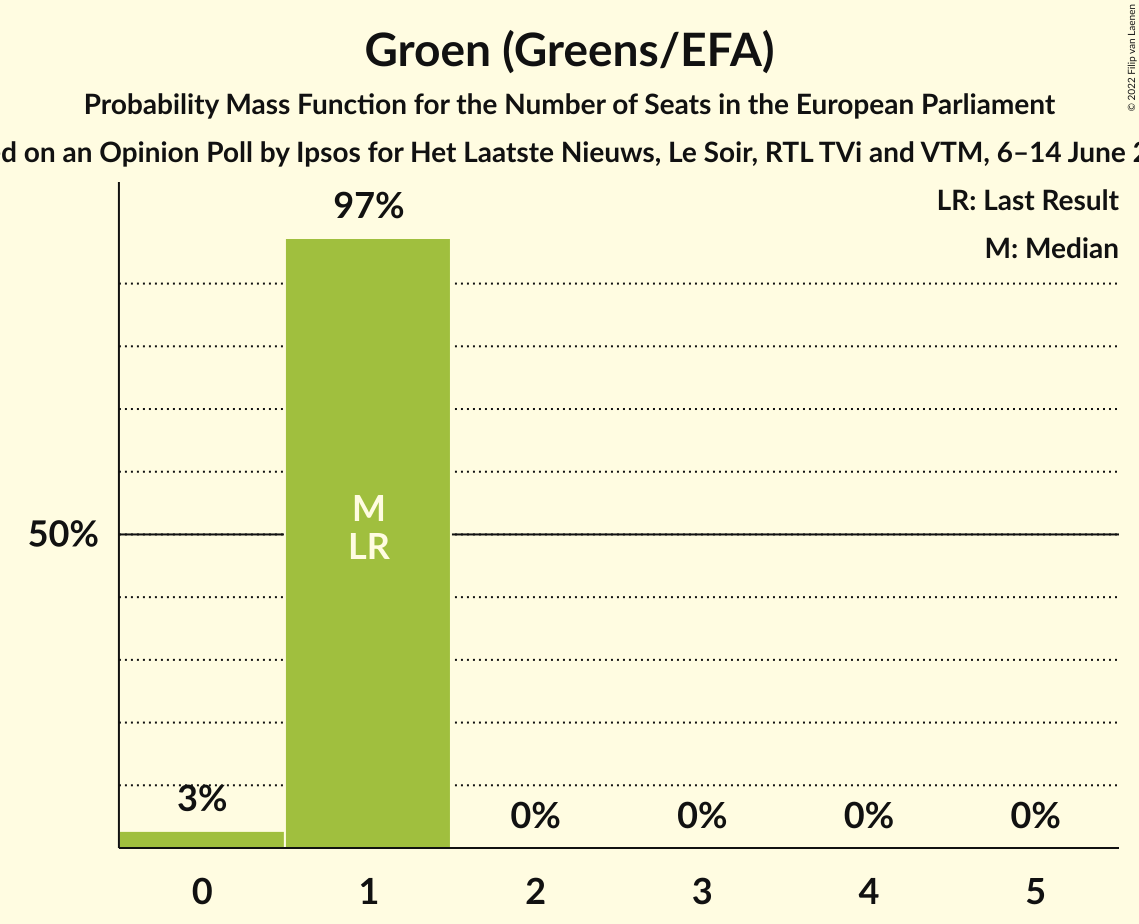 Groen (Greens/EFA)
Probability Mass Function for the Number of Seats in the European Parliament
on an Opinion Poll by Ipsos for Het Laatste Nieuws, Le Soir, RTL TVi and VTM, 6–14 June
© 2022 Filip van Laenen
LR: Last Result
M: Median
97%
M
LR
50%
3%
0%
0%
0%
0%
0
1
2
3
4
5